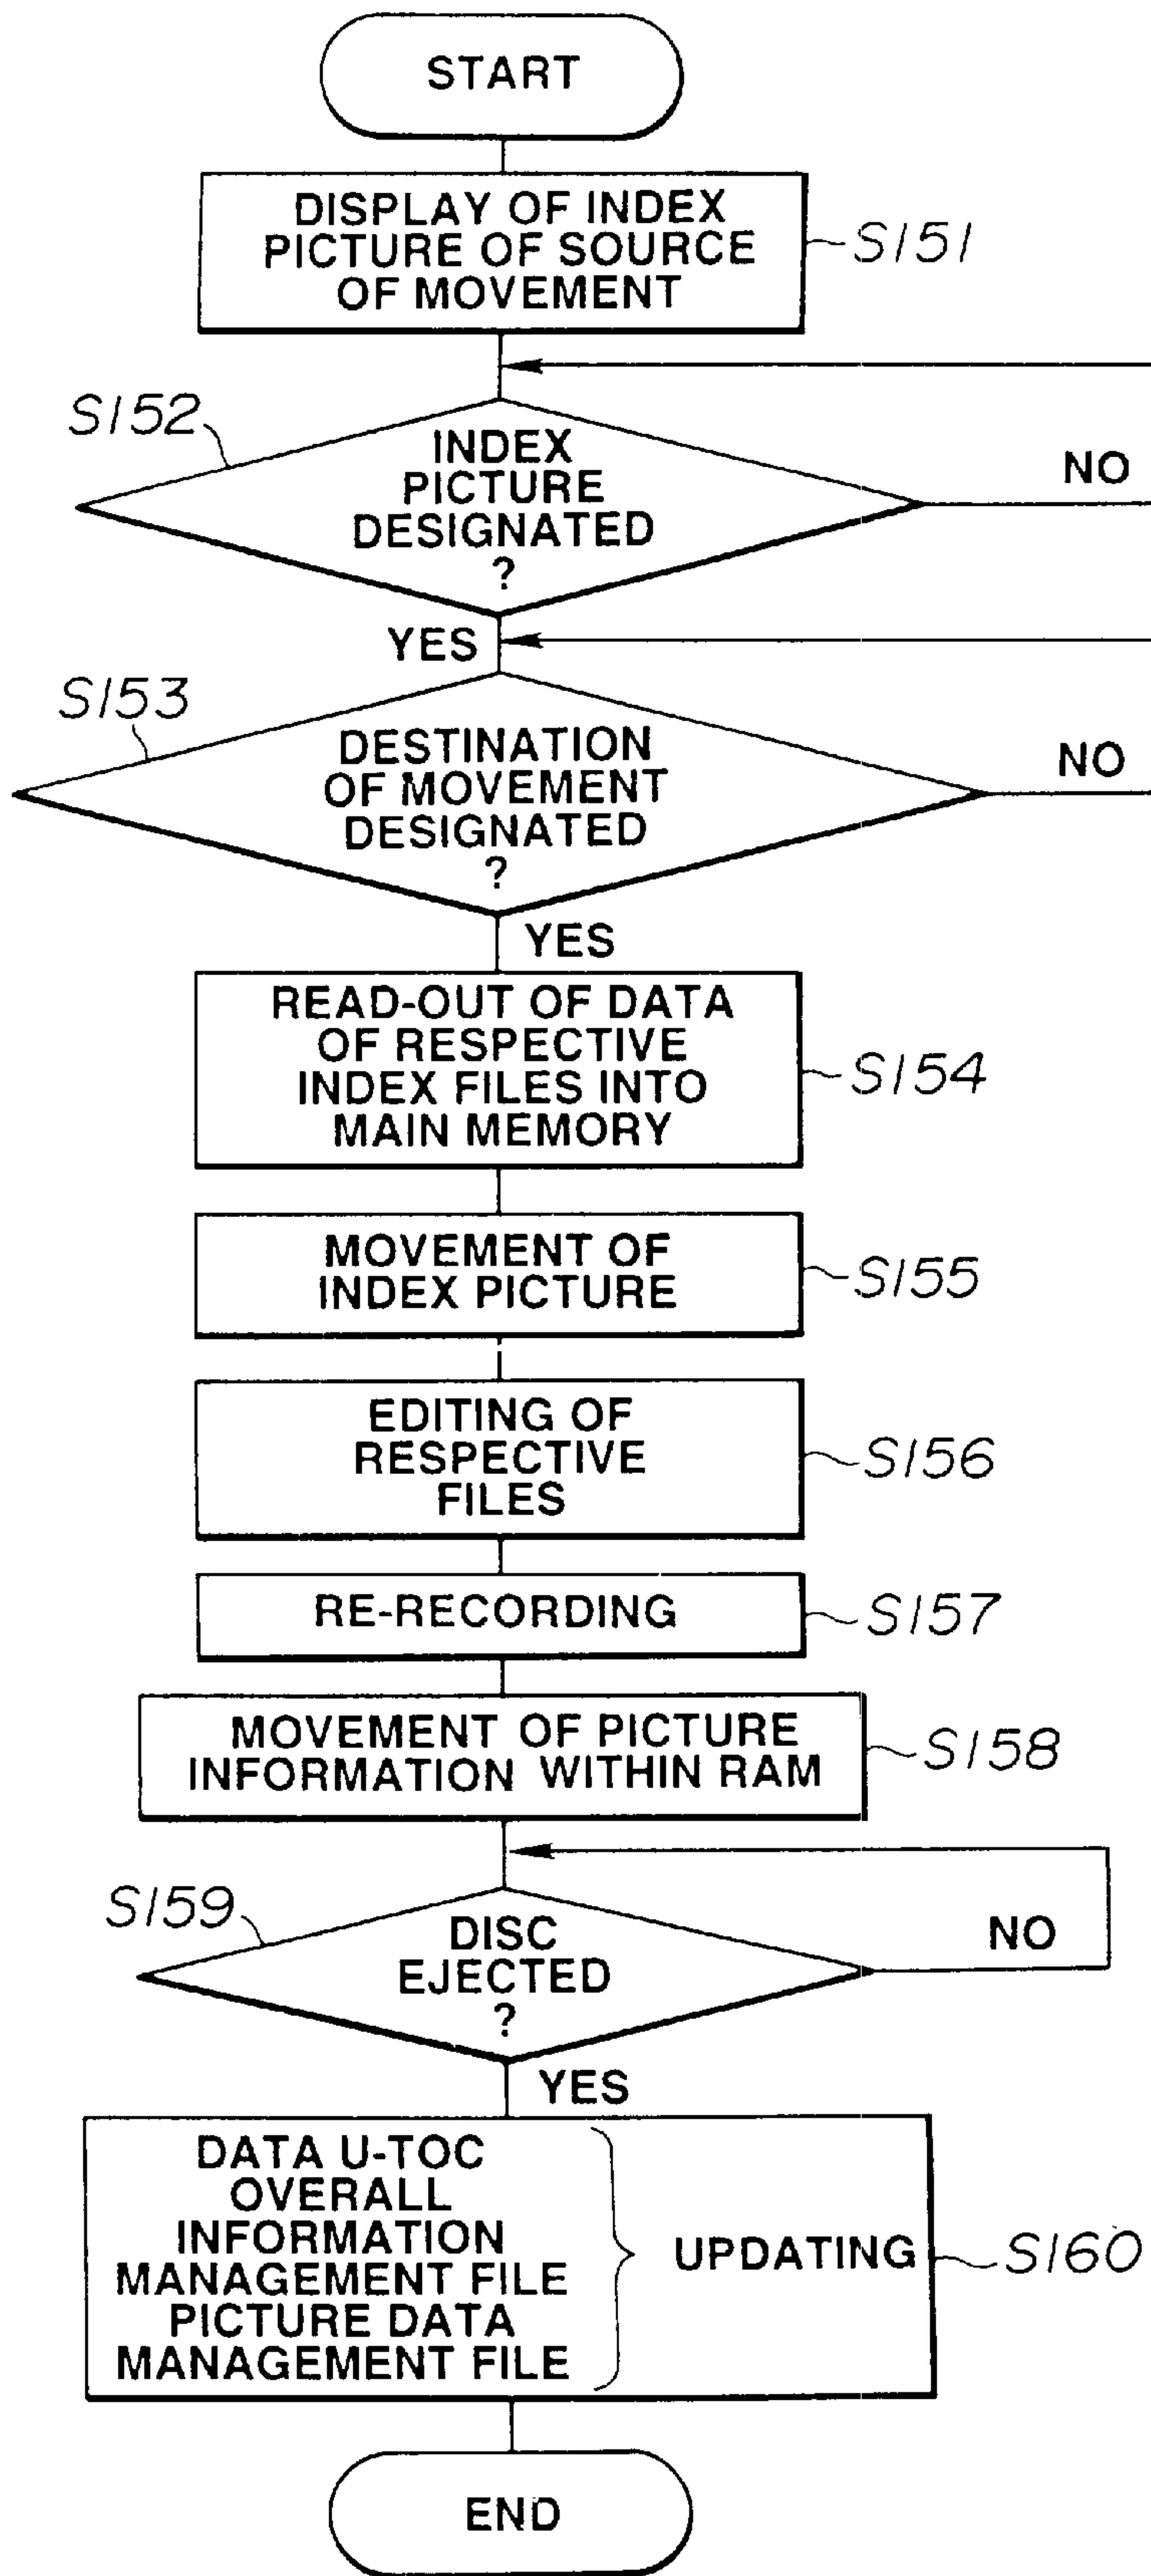 START
DISPLAY OF INDEX
PICTURE OF SOURCE
OF MOVEMENT
S151
S152
INDEX
PICTURE
DESIGNATED
?
NO
YES
S153
DESTINATION
OF MOVEMENT
DESIGNATED
?
NO
YES
READ-OUT OF DATA
OF RESPECTIVE
INDEX FILES INTO
MAIN MEMORY
S154
MOVEMENT OF
INDEX PICTURE
S155
EDITING OF
RESPECTIVE
FILES
S156
RE-RECORDING
S157
MOVEMENT OF PICTURE
INFORMATION WITHIN RAM
S158
S159
DISC
EJECTED
?
NO
YES
DATA U-TOC
OVERALL
INFORMATION
MANAGEMENT FILE
PICTURE DATA
MANAGEMENT FILE
UPDATING
S160
END